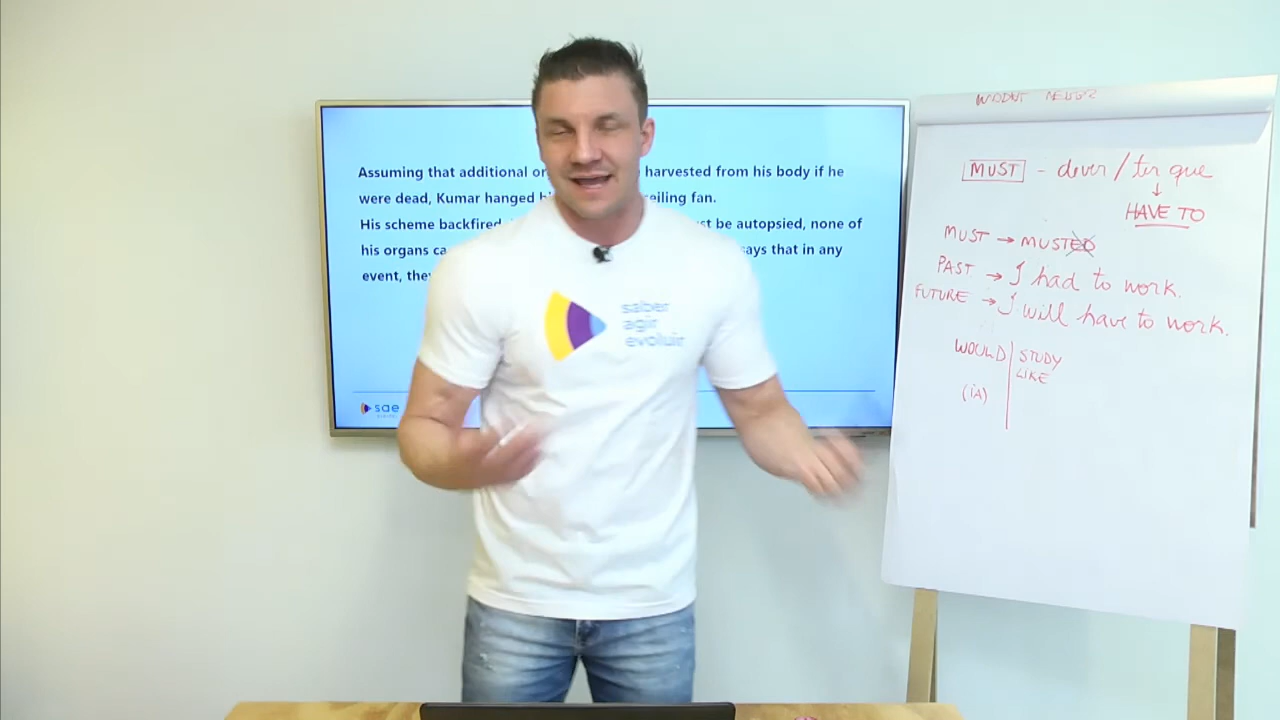 Assuming that additional or harvested from his body if he
were dead, Kumar hanged eiling fan.
His scheme backfired be autopsied, none of
his organs ca says that in any
event, they
sae
saber
agir
evoluir
MUST - dever / ter que
↓
HAVE TO
MUST → MUSTED
PAST → I had to work.
FUTURE → I will have to work.
WOULD STUDY
LIKE
(iA)